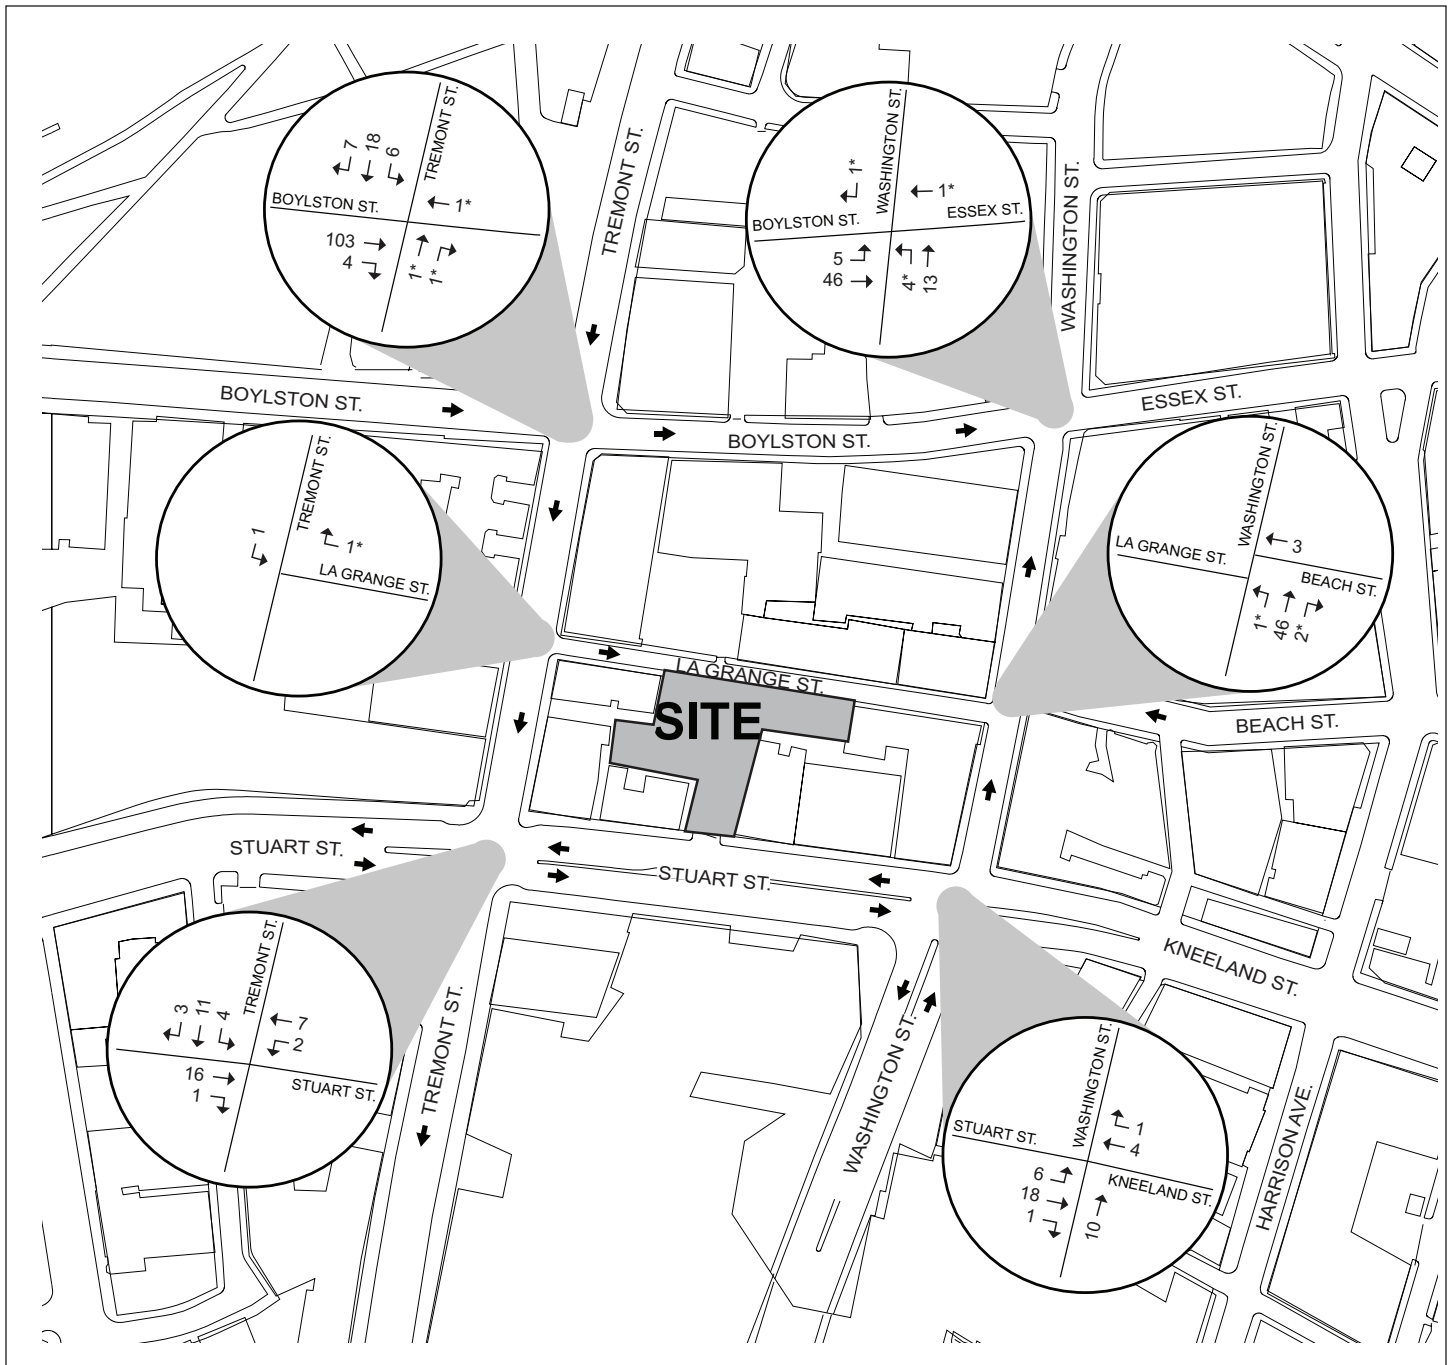 7
18
6
TREMONT ST.
BOYLSTON ST.
1*
103
4
1*
1*
1*
WASHINGTON ST.
1*
BOYLSTON ST.
ESSEX ST.
5
46
4*
13
TREMONT ST.
WASHINGTON ST.
BOYLSTON ST.
ESSEX ST.
BOYLSTON ST.
TREMONT ST.
1
1*
LA GRANGE ST.
WASHINGTON ST.
3
LA GRANGE ST.
BEACH ST.
1*
46
2*
LA GRANGE ST.
SITE
BEACH ST.
STUART ST.
STUART ST.
KNEELAND ST.
3
11
4
TREMONT ST.
7
2
16
1
STUART ST.
TREMONT ST.
WASHINGTON ST.
WASHINGTON ST.
1
4
STUART ST.
6
18
1
10
KNEELAND ST.
HARRISON AVE.